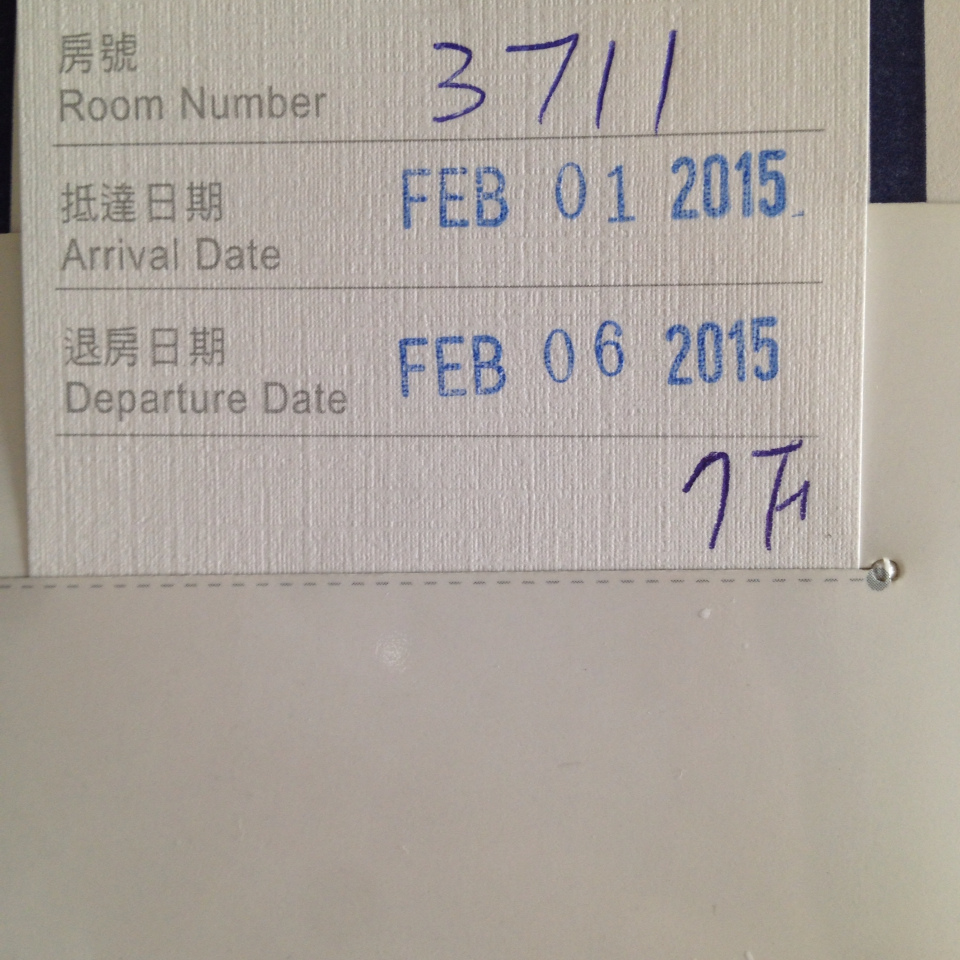 房號
Room Number 3711
抵達日期
Arrival Date FEB 01 2015
退房日期
Departure Date FEB 06 2015
7F